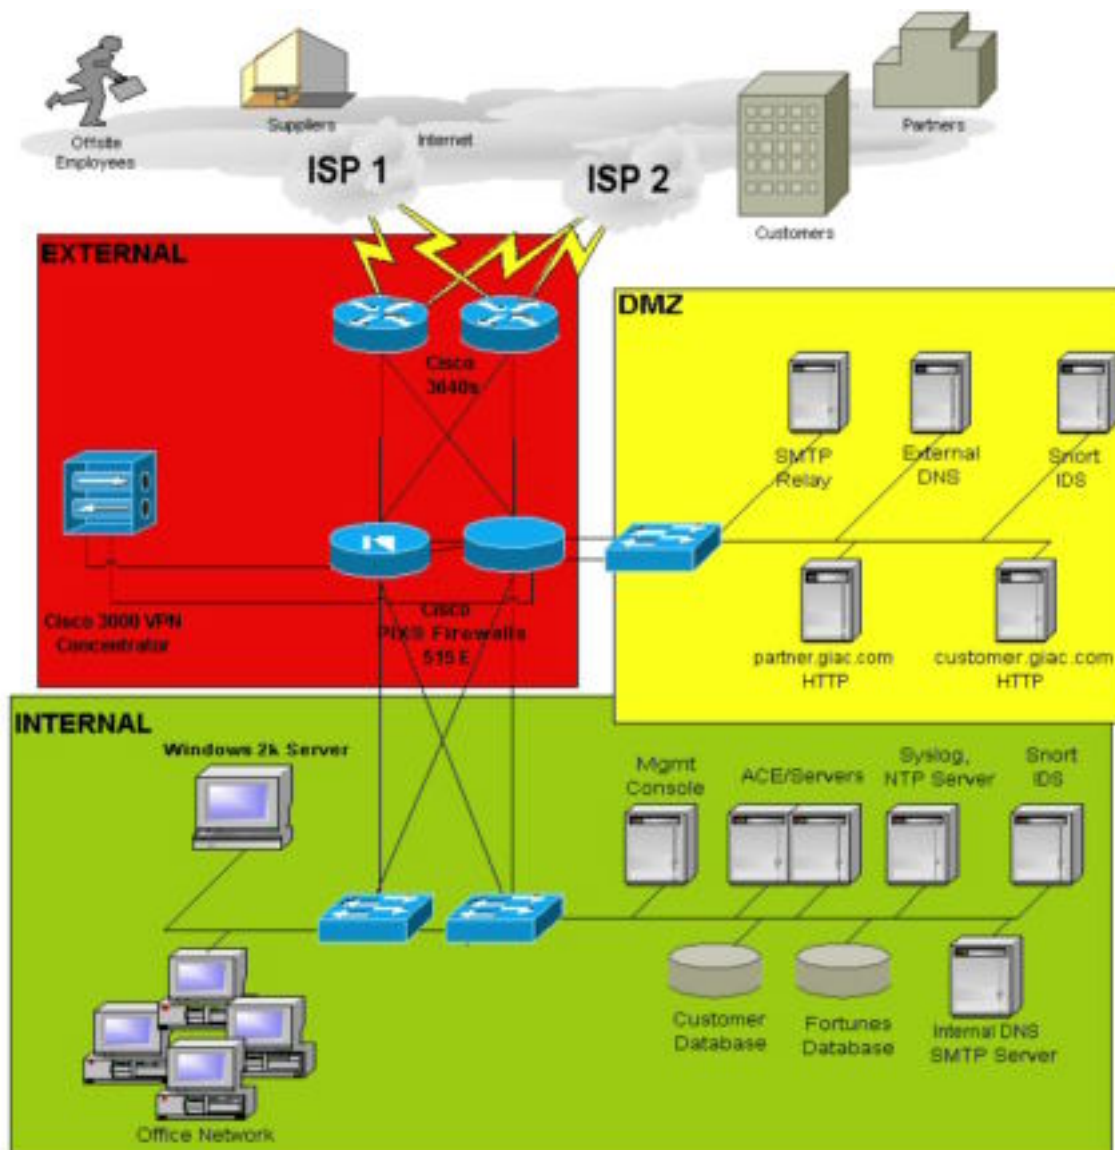 Offsite
Employees
Suppliers
Internet
Partners
ISP 1
ISP 2
Customers
EXTERNAL
DMZ
Cisco
3640s
SMTP
Relay
External
DNS
Snort
IDS
Cisco 3000 VPN
Concentrator
Cisco
PIX® Firewalls
515E
partner.giac.com
HTTP
customer.giac.com
HTTP
INTERNAL
Windows 2k Server
Mgmt
Console
ACE/Servers
Syslog,
NTP Server
Snort
IDS
Customer
Database
Fortunes
Database
Internal DNS
SMTP Server
Office Network